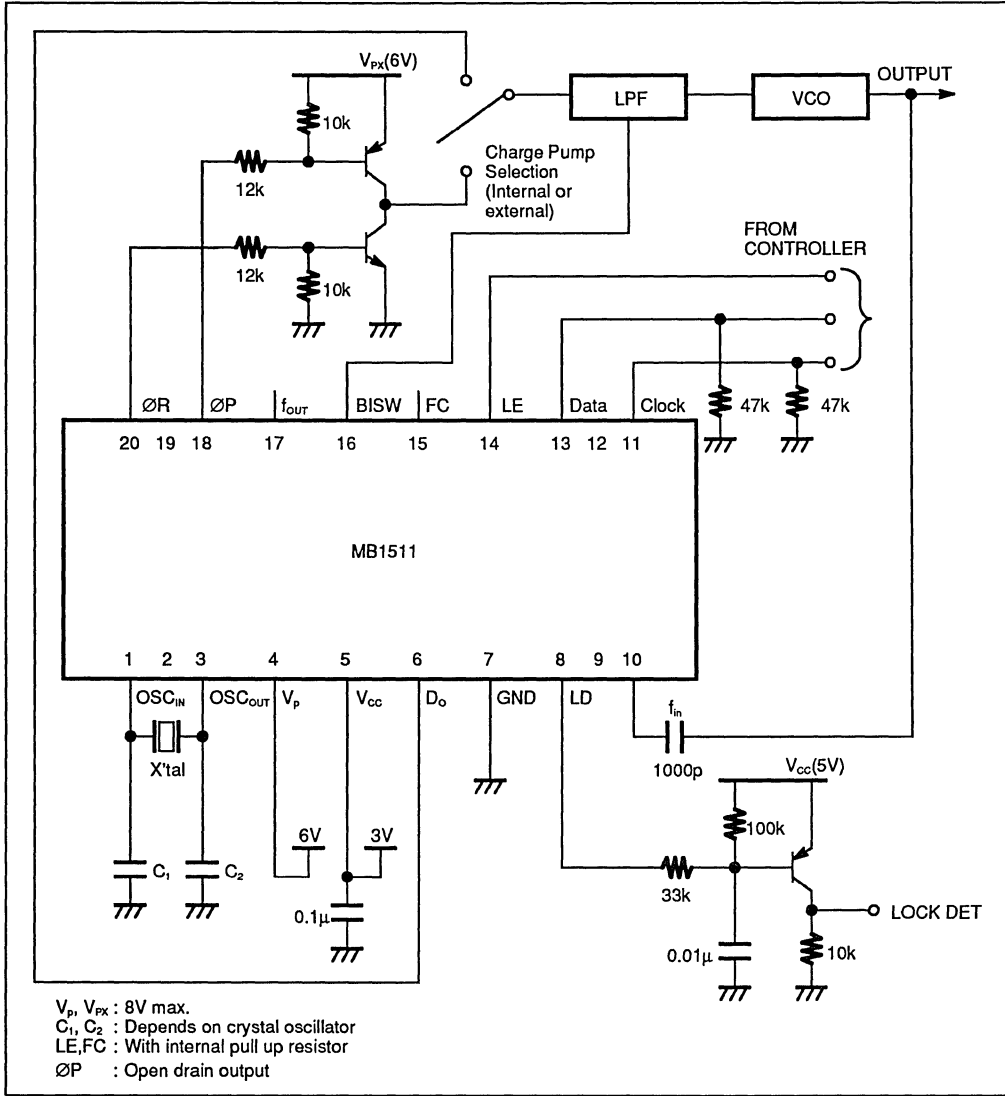 V_PX(6V)
OUTPUT
LPF
VCO
10k
12k
Charge Pump
Selection
(Internal or
external)
FROM
CONTROLLER
12k
10k
ØR
ØP
f_OUT
BISW
FC
LE
Data
Clock
47k
47k
20 19 18 17 16 15 14 13 12 11
MB1511
1 2 3 4 5 6 7 8 9 10
OSC_IN
OSC_OUT
V_p
V_CC
D_O
GND
LD
f_in
X'tal
1000p
V_CC(5V)
100k
6V
3V
C₁
C₂
33k
0.1µ
LOCK DET
0.01µ
10k
V_p, V_PX : 8V max.
C₁, C₂ : Depends on crystal oscillator
LE,FC : With internal pull up resistor
ØP : Open drain output